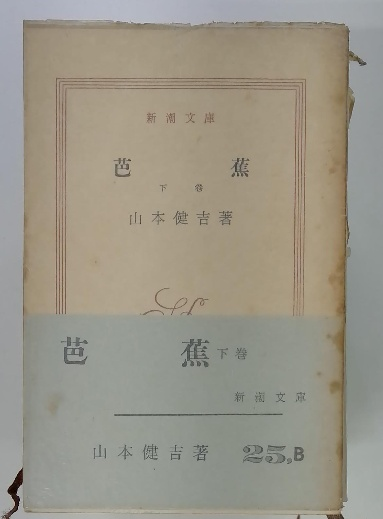 新潮文庫
芭蕉
下巻
山本健吉著
芭蕉 下巻
新潮文庫
山本健吉著 25,B